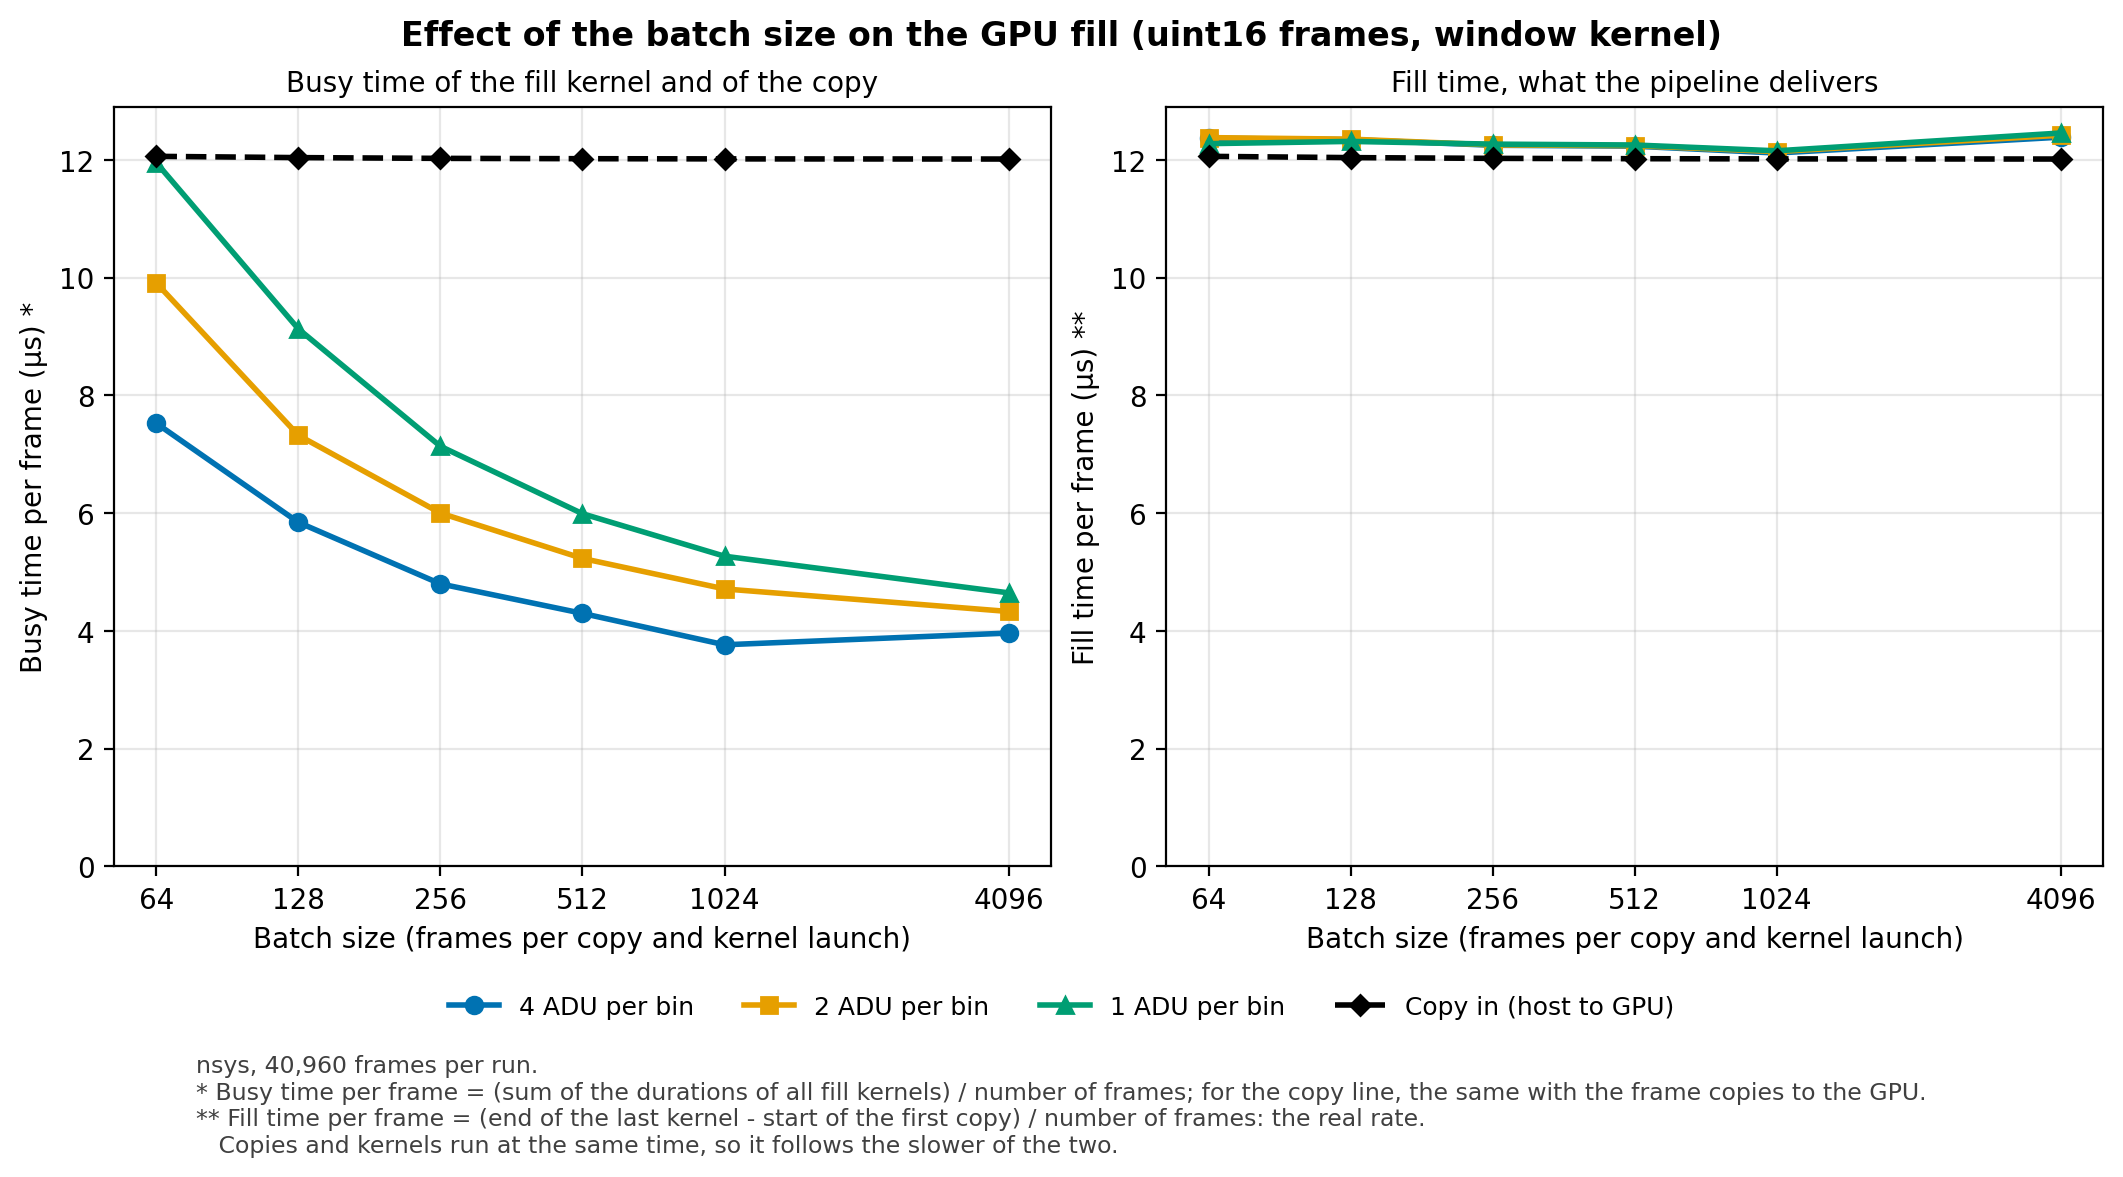 Effect of the batch size on the GPU fill (uint16 frames, window kernel)
Busy time of the fill kernel and of the copy
Busy time per frame (µs) *
12
10
8
6
4
2
0
64 128 256 512 1024 4096
Batch size (frames per copy and kernel launch)
Fill time, what the pipeline delivers
Fill time per frame (µs) **
12
10
8
6
4
2
0
64 128 256 512 1024 4096
Batch size (frames per copy and kernel launch)
4 ADU per bin 2 ADU per bin 1 ADU per bin Copy in (host to GPU)
nsys, 40,960 frames per run.
* Busy time per frame = (sum of the durations of all fill kernels) / number of frames; for the copy line, the same with the frame copies to the GPU.
** Fill time per frame = (end of the last kernel - start of the first copy) / number of frames: the real rate.
Copies and kernels run at the same time, so it follows the slower of the two.